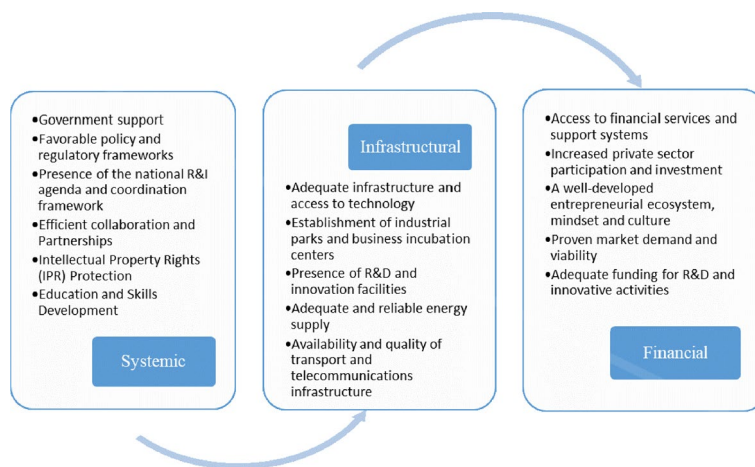 •Government support
•Favorable policy and
regulatory frameworks
•Presence of the national R&I
agenda and coordination
framework
•Efficient collaboration and
Partnerships
•Intellectual Property Rights
(IPR) Protection
•Education and Skills
Development
Systemic
Infrastructural
•Adequate infrastructure and
access to technology
•Establishment of industrial
parks and business incubation
centers
•Presence of R&D and
innovation facilities
•Adequate and reliable energy
supply
•Availability and quality of
transport and
telecommunications
infrastructure
•Access to financial services and
support systems
•Increased private sector
participation and investment
•A well-developed
entrepreneurial ecosystem,
mindset and culture
•Proven market demand and
viability
•Adequate funding for R&D and
innovative activities
Financial